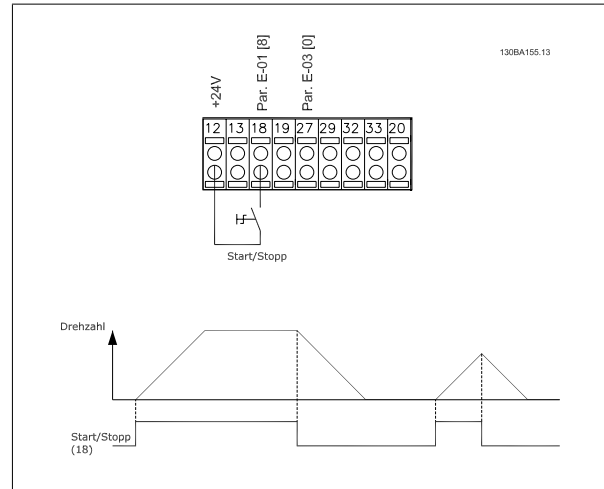 130BA155.13
+24V
Par. E-01 [8]
Par. E-03 [0]
12 13 18 19 27 29 32 33 20
Start/Stopp
Drehzahl
Start/Stopp
(18)